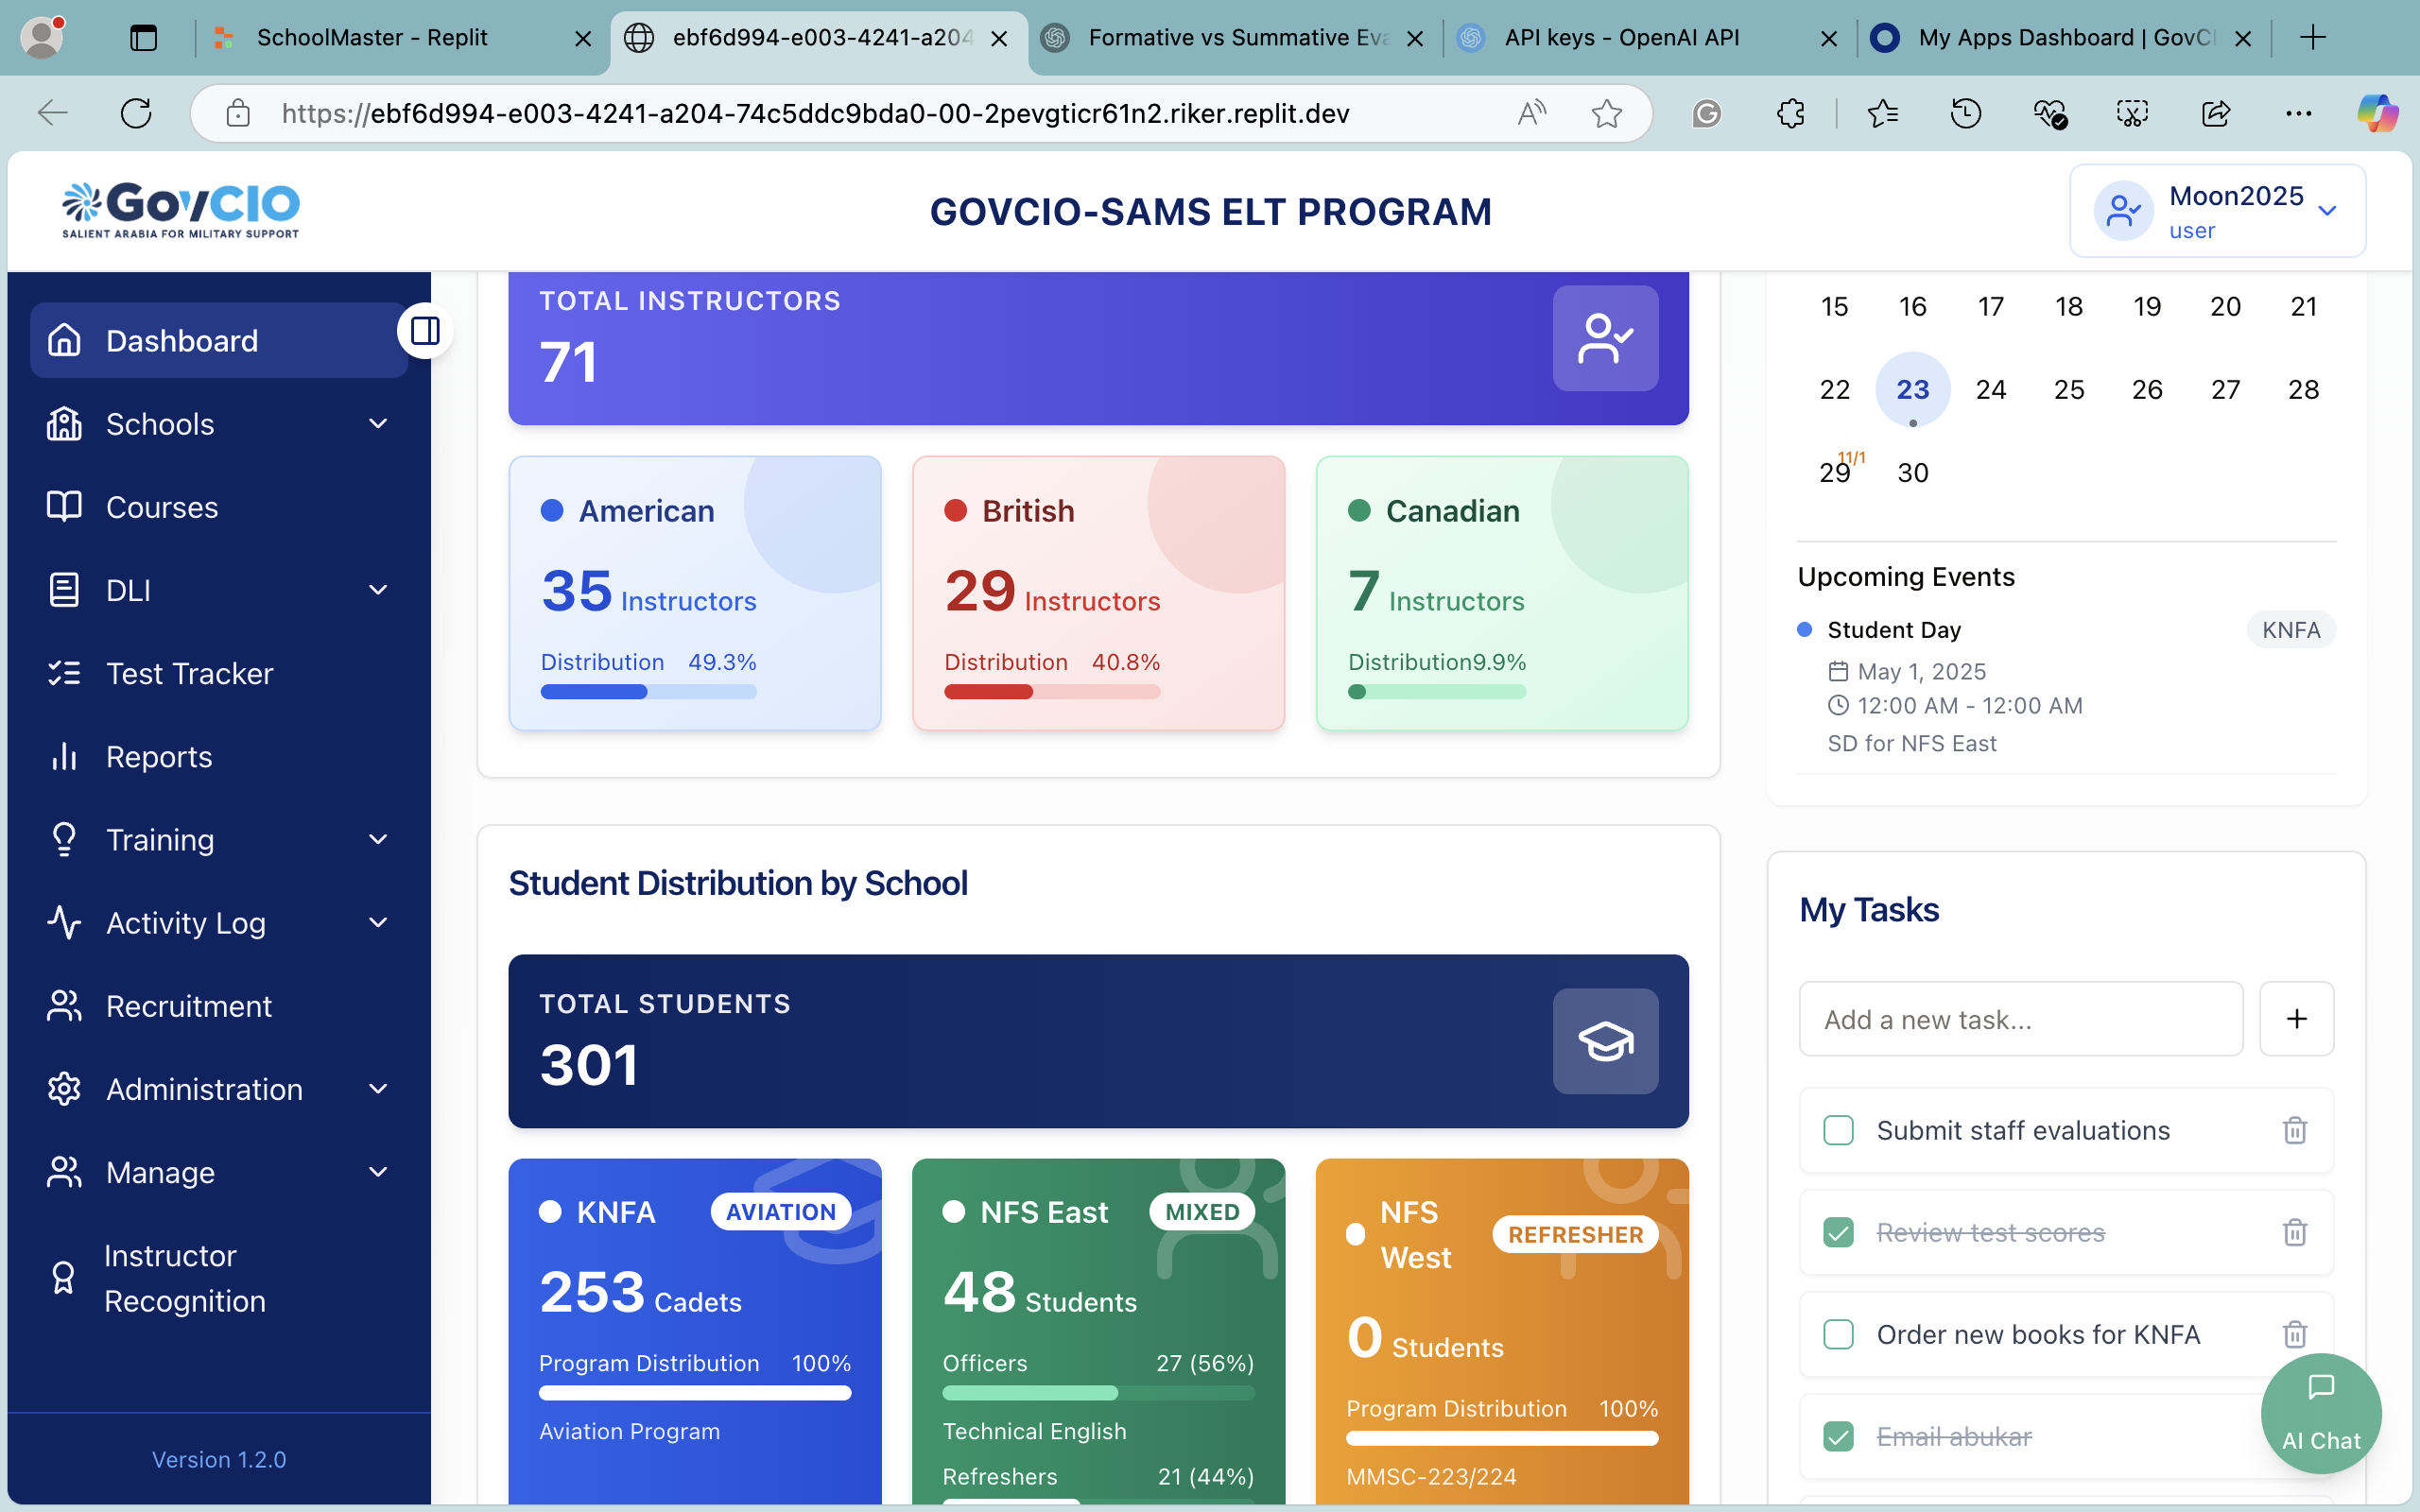 SchoolMaster - Replit
ebf6d994-e003-4241-a204
Formative vs Summative Eva
API keys - OpenAI API
My Apps Dashboard | GovCI
https://ebf6d994-e003-4241-a204-74c5ddc9bda0-00-2pevgticr61n2.riker.replit.dev
GovCIO
SALIENT ARABIA FOR MILITARY SUPPORT
GOVCIO-SAMS ELT PROGRAM
Moon2025
user
Dashboard
Schools
Courses
DLI
Test Tracker
Reports
Training
Activity Log
Recruitment
Administration
Manage
Instructor
Recognition
Version 1.2.0
TOTAL INSTRUCTORS
71
American
35 Instructors
Distribution 49.3%
British
29 Instructors
Distribution 40.8%
Canadian
7 Instructors
Distribution9.9%
Student Distribution by School
TOTAL STUDENTS
301
KNFA AVIATION
253 Cadets
Program Distribution 100%
Aviation Program
NFS East MIXED
48 Students
Officers 27 (56%)
Technical English
Refreshers 21 (44%)
NFS
West
REFRESHER
0 Students
Program Distribution 100%
MMSC-223/224
15 16 17 18 19 20 21
22 23 24 25 26 27 28
29 11/1 30
Upcoming Events
Student Day KNFA
May 1, 2025
12:00 AM - 12:00 AM
SD for NFS East
My Tasks
Add a new task...
Submit staff evaluations
Review test scores
Order new books for KNFA
Email abukar
AI Chat